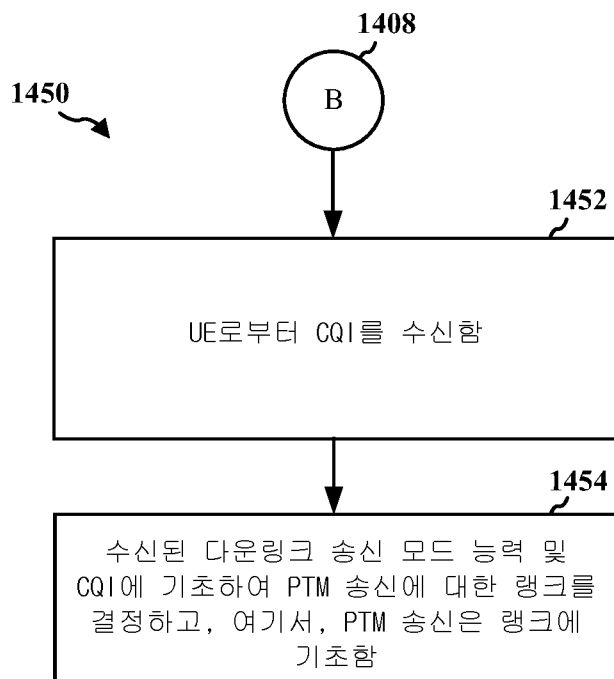 1408
1450
B
1452
UE로부터 CQI를 수신함
1454
수신된 다운링크 송신 모드 능력 및
CQI에 기초하여 PTM 송신에 대한 랭크를
결정하고, 여기서, PTM 송신은 랭크에
기초함